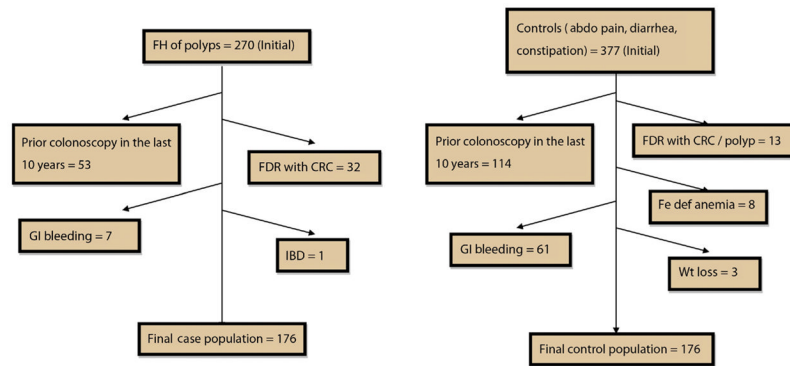 FH of polyps = 270 (Initial)
Prior colonoscopy in the last
10 years = 53
FDR with CRC = 32
GI bleeding = 7
IBD = 1
Final case population = 176
Controls ( abdo pain, diarrhea,
constipation) = 377 (Initial)
Prior colonoscopy in the last
10 years = 114
FDR with CRC / polyp = 13
Fe def anemia = 8
GI bleeding = 61
Wt loss = 3
Final control population = 176